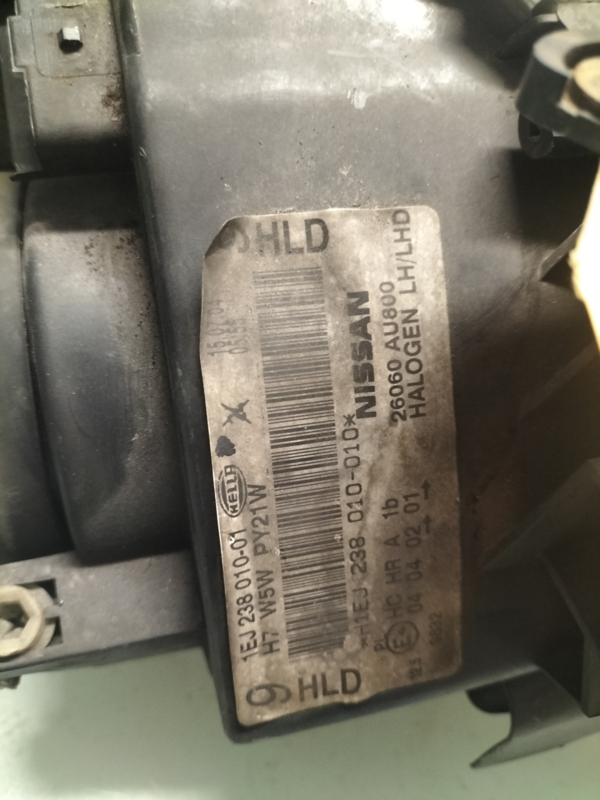 HLD
HELLA
1EJ 238 010-01
H7 W5W PY21W
*H1EJ 238 010-010*
NISSAN
26060 AU800
HALOGEN LH/LHD
HC HR A 1b
04 04 02 01
9 HLD